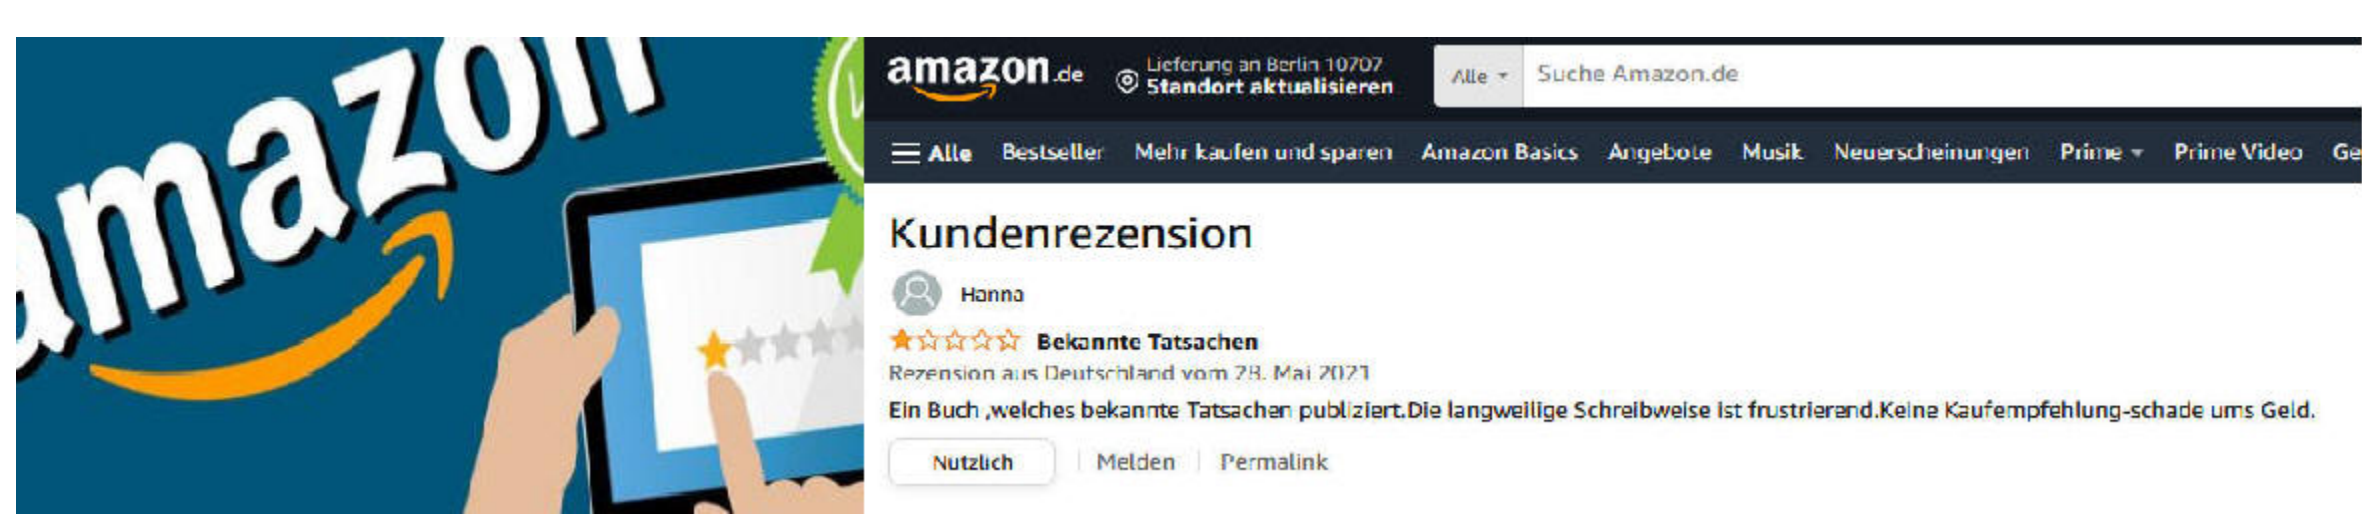 amazon
amazon.de
Lieferung an Berlin 10707
Standort aktualisieren
Alle
Suche Amazon.de
Alle Bestseller Mehr kaufen und sparen Amazon Basics Angebote Musik Neuerscheinungen Prime Prime Video Ge
Kundenrezension
Hanna
Bekannte Tatsachen
Rezension aus Deutschland vom 28. Mai 2021
Ein Buch ,welches bekannte Tatsachen publiziert.Die langweilige Schreibweise ist frustrierend.Keine Kaufempfehlung-schade ums Geld.
Nützlich | Melden | Permalink